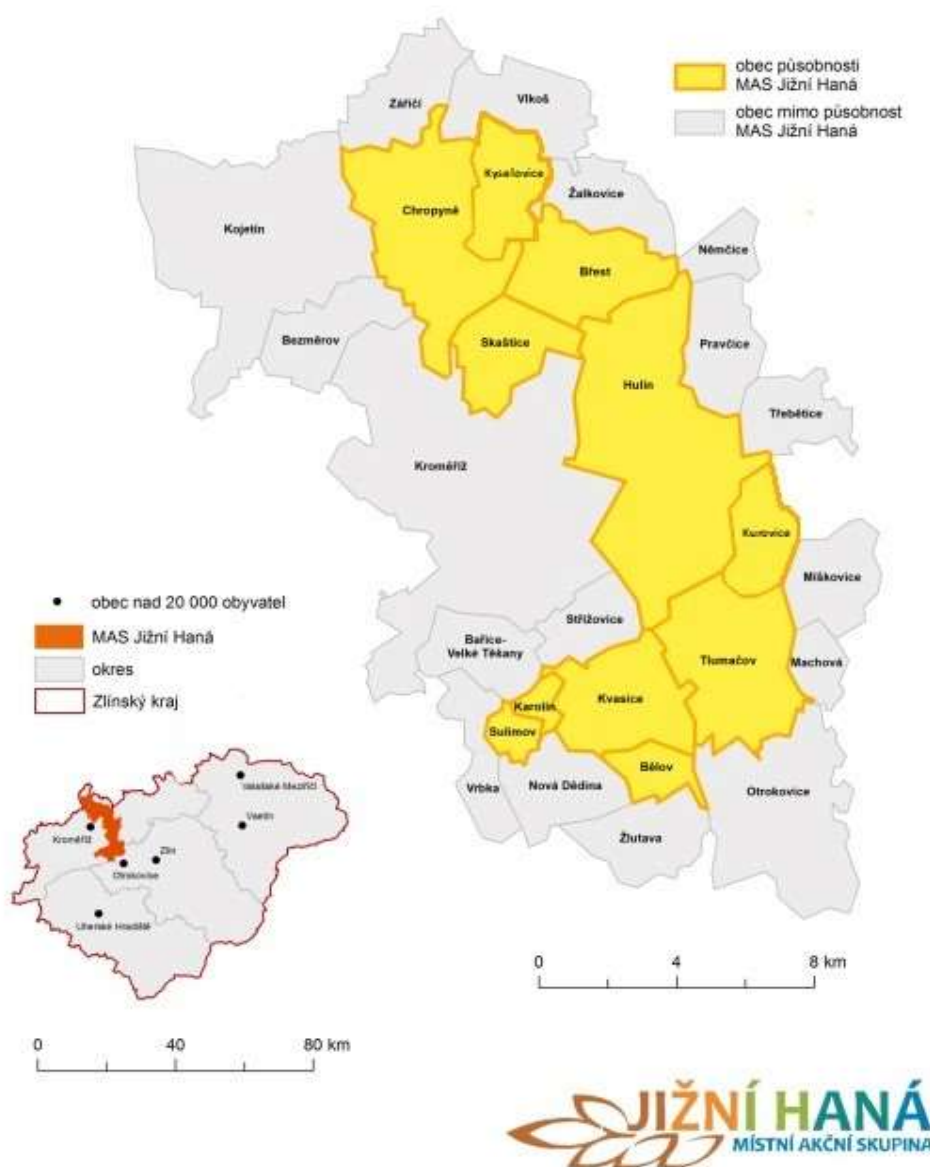 obec působnosti
MAS Jižní Haná
obec mimo působnost
MAS Jižní Haná
Záříčí
Vlkoš
Kyselovice
Žalkovice
Chropyně
Kojetín
Němčice
Břest
Bezměrov
Skaštice
Pravčice
Hulín
Třebětice
Kroměříž
Kurovice
Míškovice
Střížovice
Bařice-
Velké Těšany
Tlumačov
Machová
Kvasice
Karolín
Sulimov
Bělov
Vrbka
Nová Dědina
Otrokovice
Žlutava
obec nad 20 000 obyvatel
MAS Jižní Haná
okres
Zlínský kraj
Valašské Meziříčí
Vsetín
Kroměříž
Zlín
Otrokovice
Uherské Hradiště
0 4 8 km
0 40 80 km
JIŽNÍ HANÁ
MÍSTNÍ AKČNÍ SKUPINA